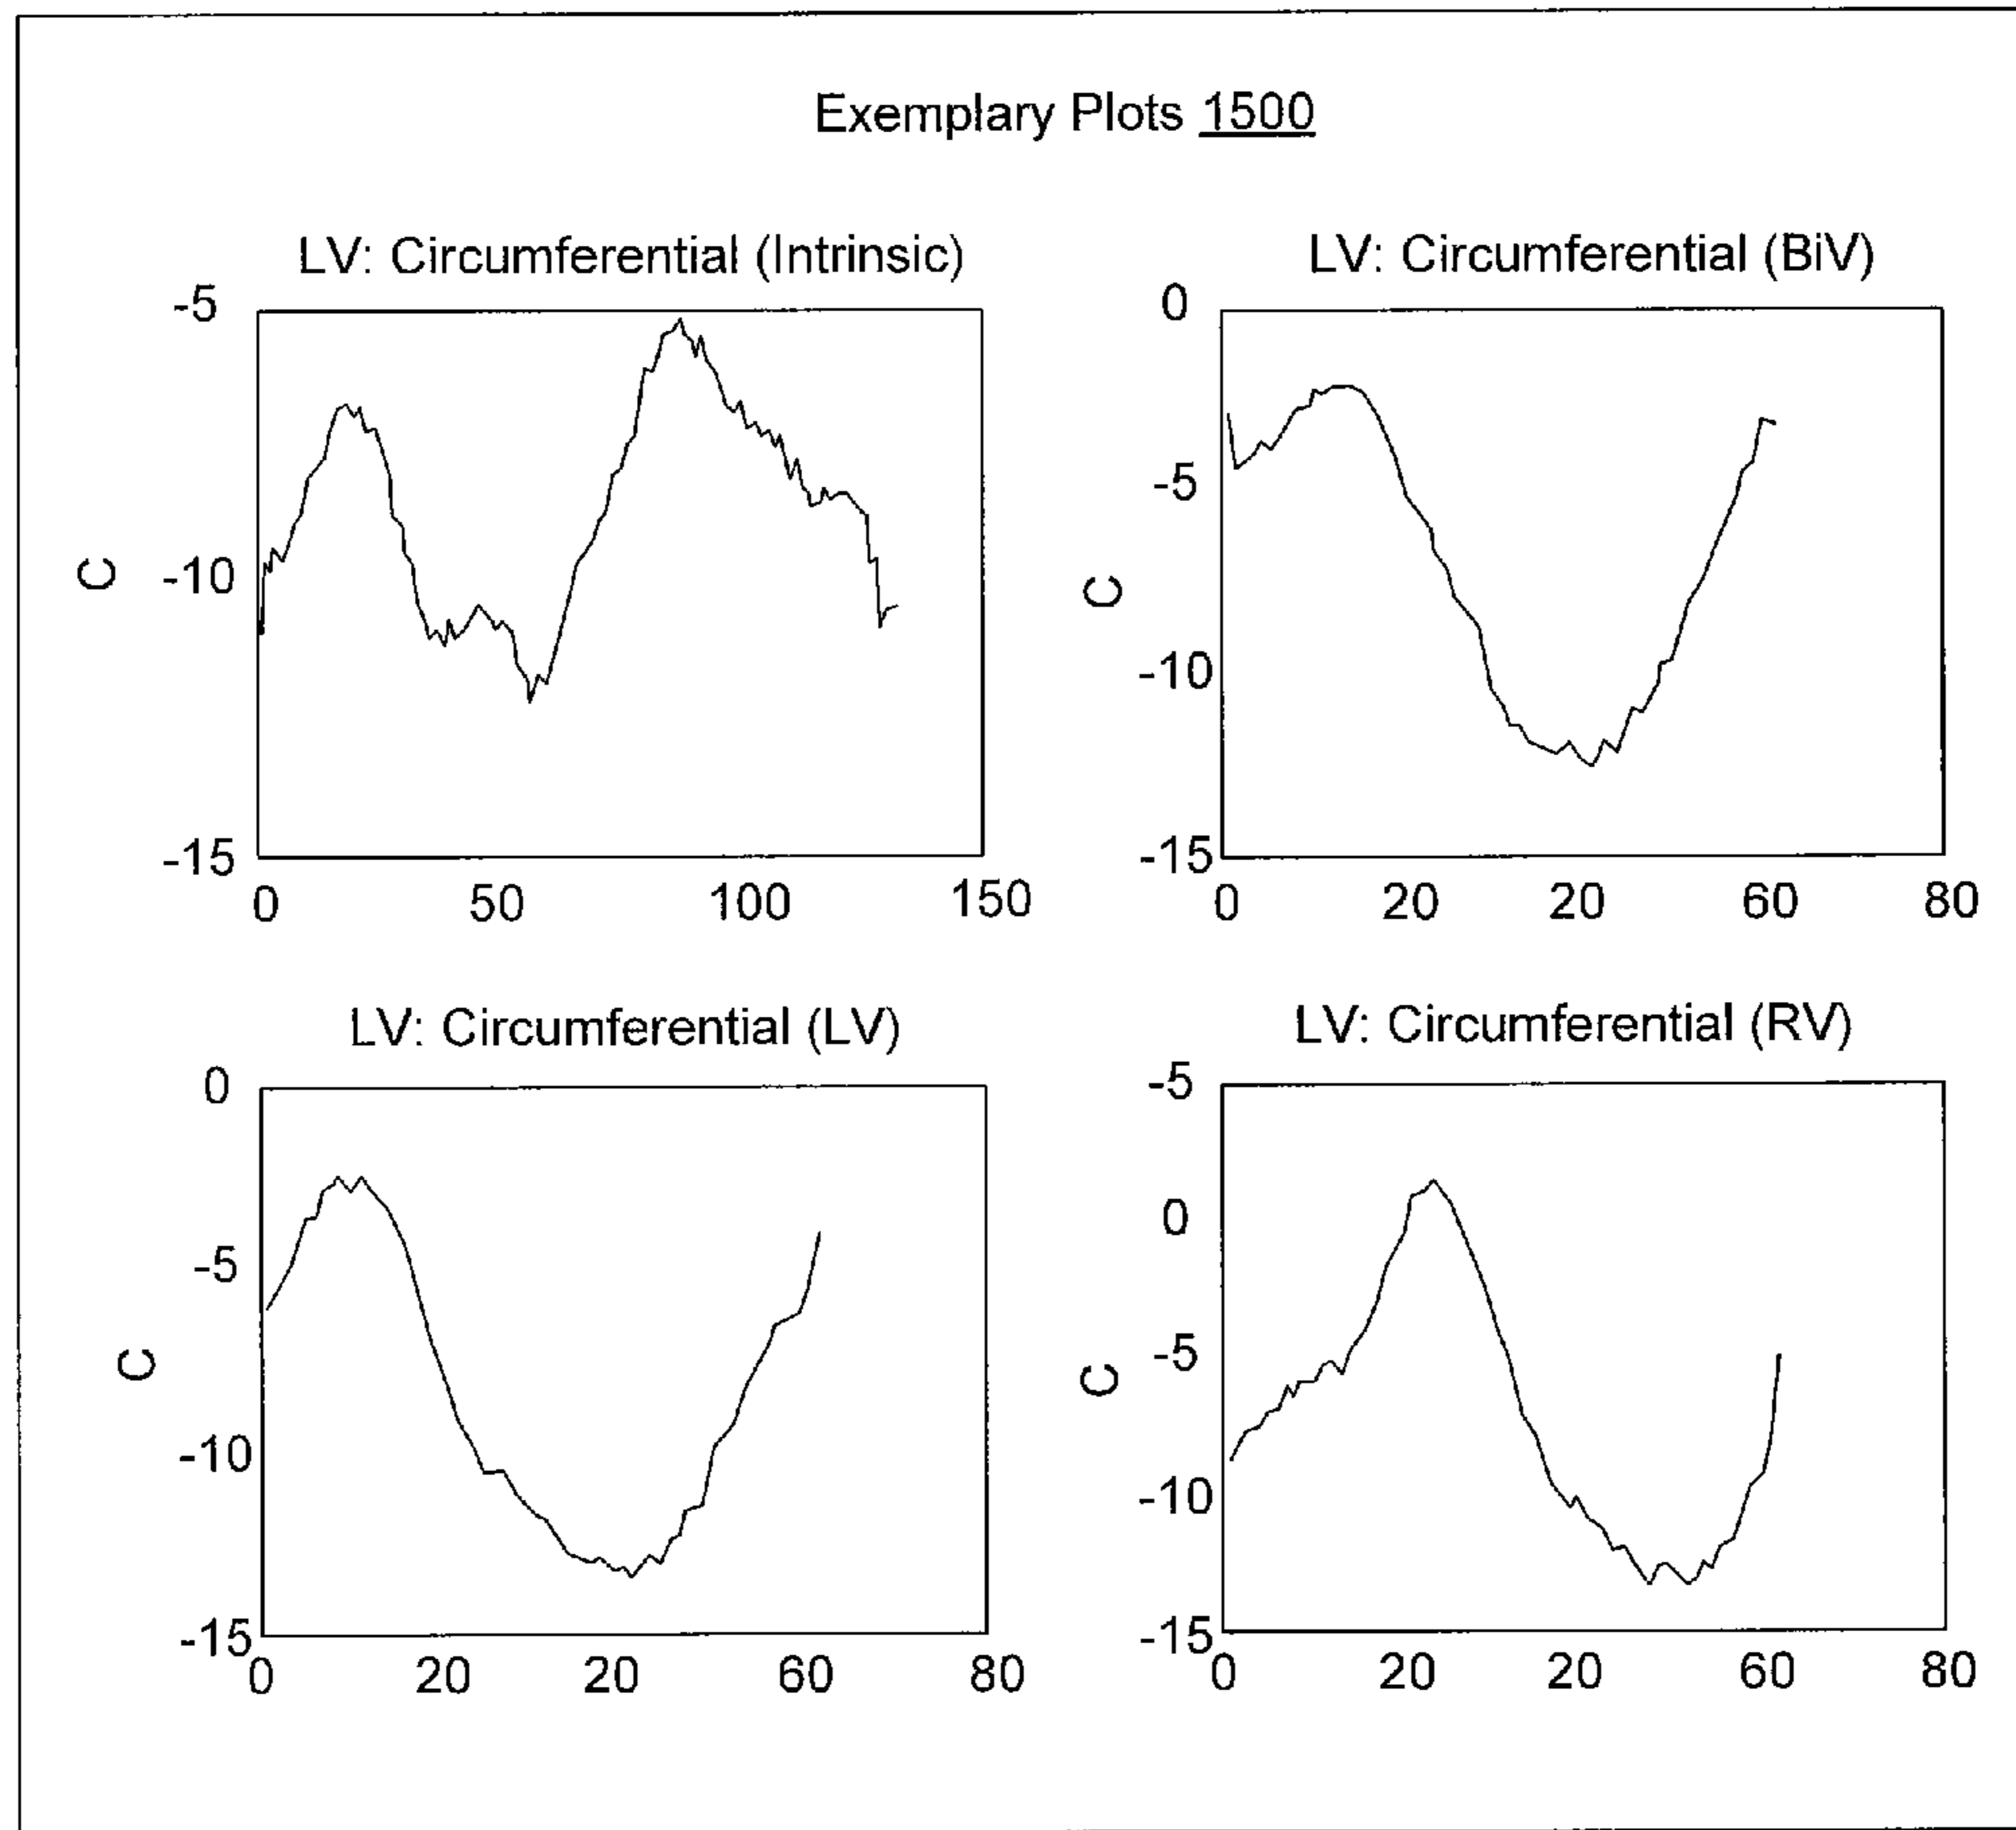 Exemplary Plots 1500
LV: Circumferential (Intrinsic)
-5
C
-10
-15
0 50 100 150
LV: Circumferential (BiV)
0
-5
C
-10
-15
0 20 20 60 80
LV: Circumferential (LV)
0
-5
C
-10
-15
0 20 20 60 80
LV: Circumferential (RV)
-5
0
-5
C
-10
-15
0 20 20 60 80